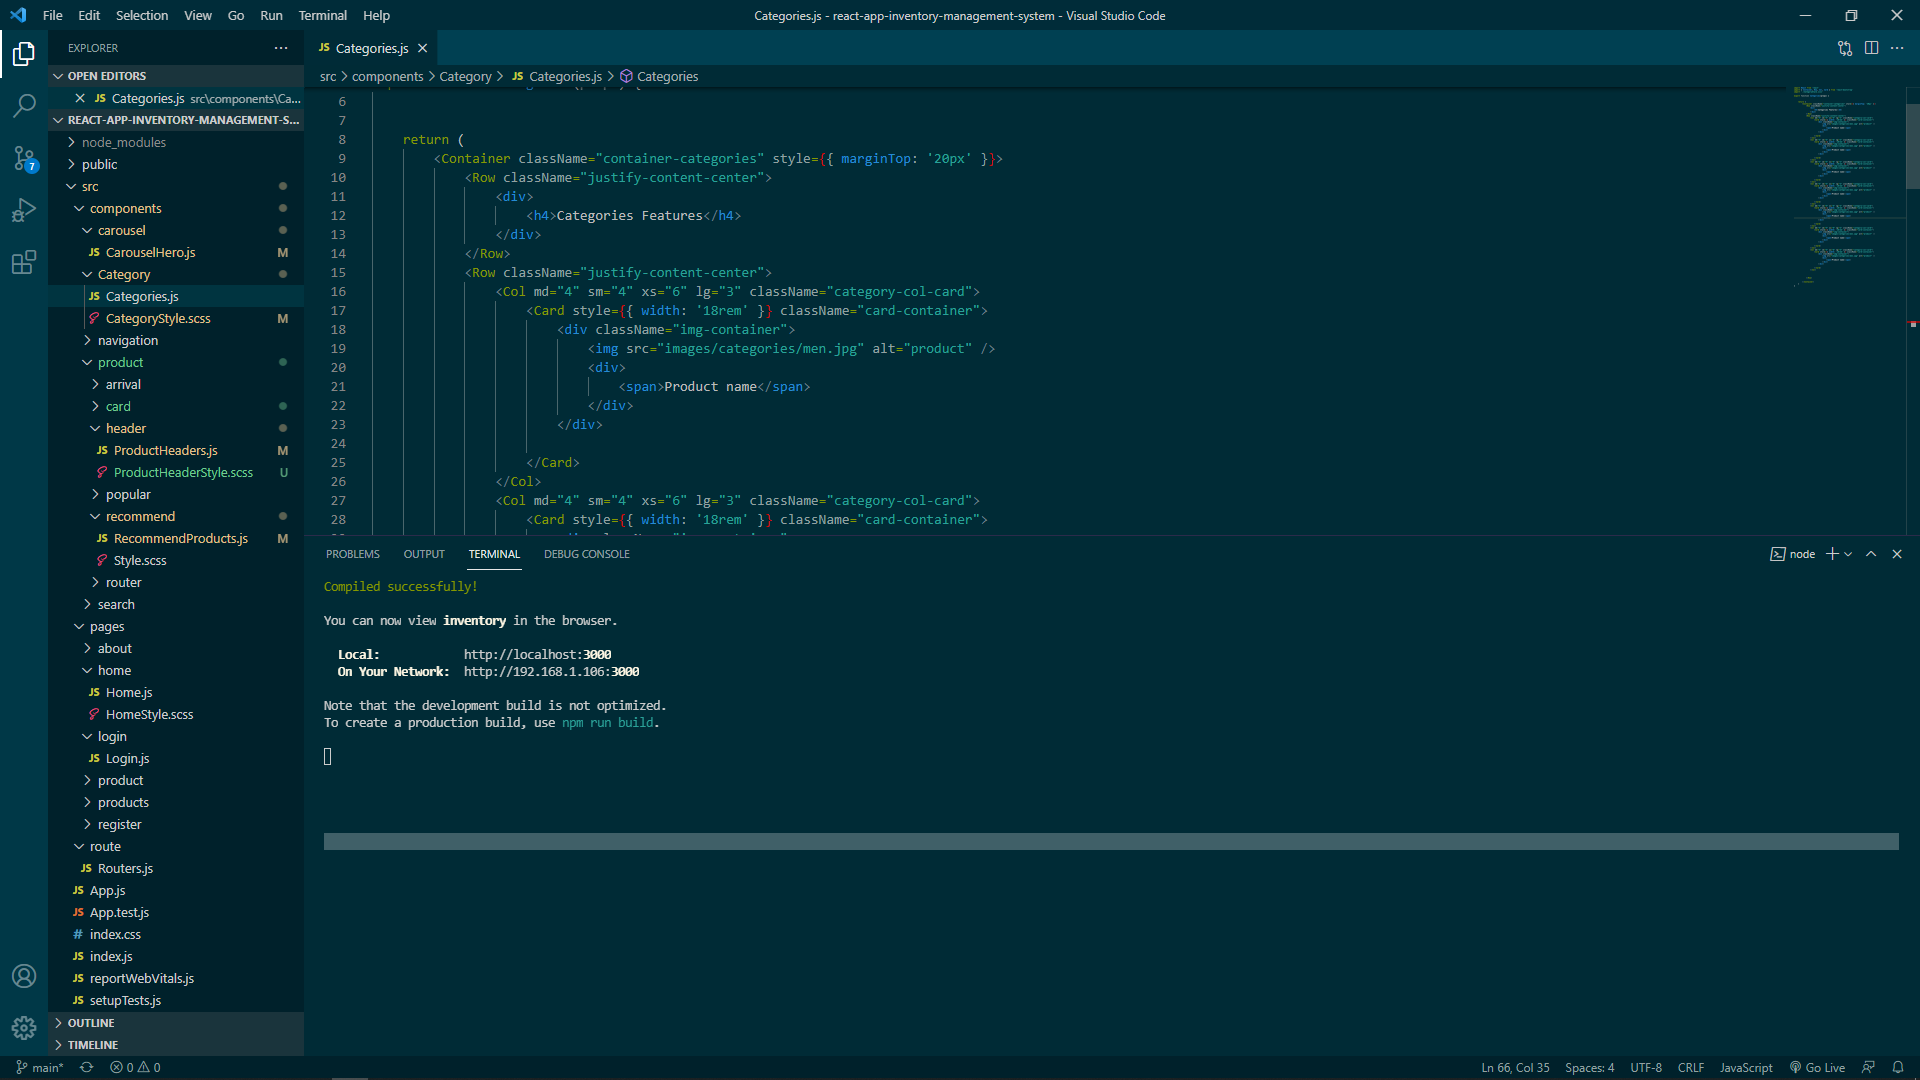 File Edit Selection View Go Run Terminal Help
Categories.js - react-app-inventory-management-system - Visual Studio Code
EXPLORER
OPEN EDITORS
JS Categories.js src\components\Ca...
REACT-APP-INVENTORY-MANAGEMENT-S...
node_modules
public
7
src
components
carousel
JS CarouselHero.js M
Category
JS Categories.js
CategoryStyle.scss M
navigation
product
arrival
card
header
JS ProductHeaders.js M
ProductHeaderStyle.scss U
popular
recommend
JS RecommendProducts.js M
Style.scss
router
search
pages
about
home
JS Home.js
HomeStyle.scss
login
JS Login.js
product
products
register
route
JS Routers.js
JS App.js
JS App.test.js
# index.css
JS index.js
JS reportWebVitals.js
JS setupTests.js
OUTLINE
TIMELINE
JS Categories.js
src > components > Category > JS Categories.js > Categories
6
7
8 return (
9 <Container className="container-categories" style={{ marginTop: '20px' }}>
10 <Row className="justify-content-center">
11 <div>
12 <h4>Categories Features</h4>
13 </div>
14 </Row>
15 <Row className="justify-content-center">
16 <Col md="4" sm="4" xs="6" lg="3" className="category-col-card">
17 <Card style={{ width: '18rem' }} className="card-container">
18 <div className="img-container">
19 <img src="images/categories/men.jpg" alt="product" />
20 <div>
21 <span>Product name</span>
22 </div>
23 </div>
24
25 </Card>
26 </Col>
27 <Col md="4" sm="4" xs="6" lg="3" className="category-col-card">
28 <Card style={{ width: '18rem' }} className="card-container">
PROBLEMS OUTPUT TERMINAL DEBUG CONSOLE
node
Compiled successfully!
You can now view inventory in the browser.
Local: http://localhost:3000
On Your Network: http://192.168.1.106:3000
Note that the development build is not optimized.
To create a production build, use npm run build.
main* 0 0
Ln 66, Col 35 Spaces: 4 UTF-8 CRLF JavaScript Go Live